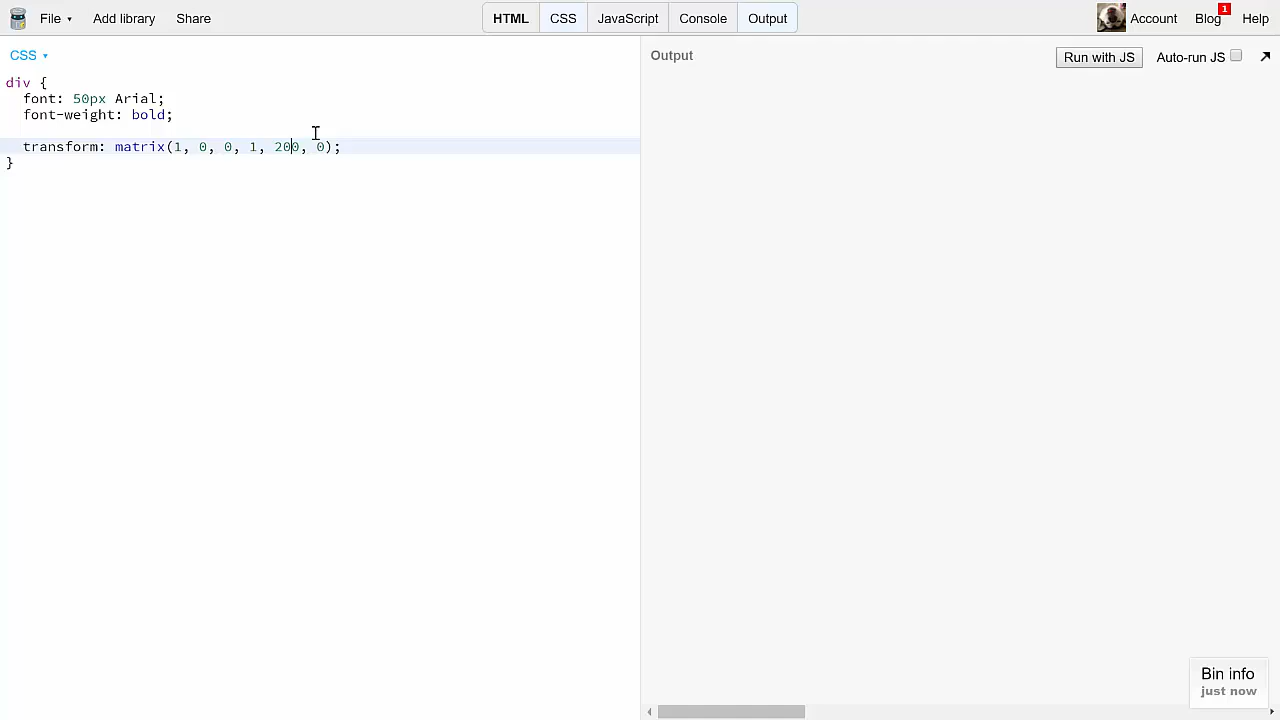 File ▾ Add library Share HTML CSS JavaScript Console Output Account Blog 1 Help
CSS ▾
Output Run with JS Auto-run JS
div {
  font: 50px Arial;
  font-weight: bold;
  transform: matrix(1, 0, 0, 1, 200, 0);
}
Bin info
just now